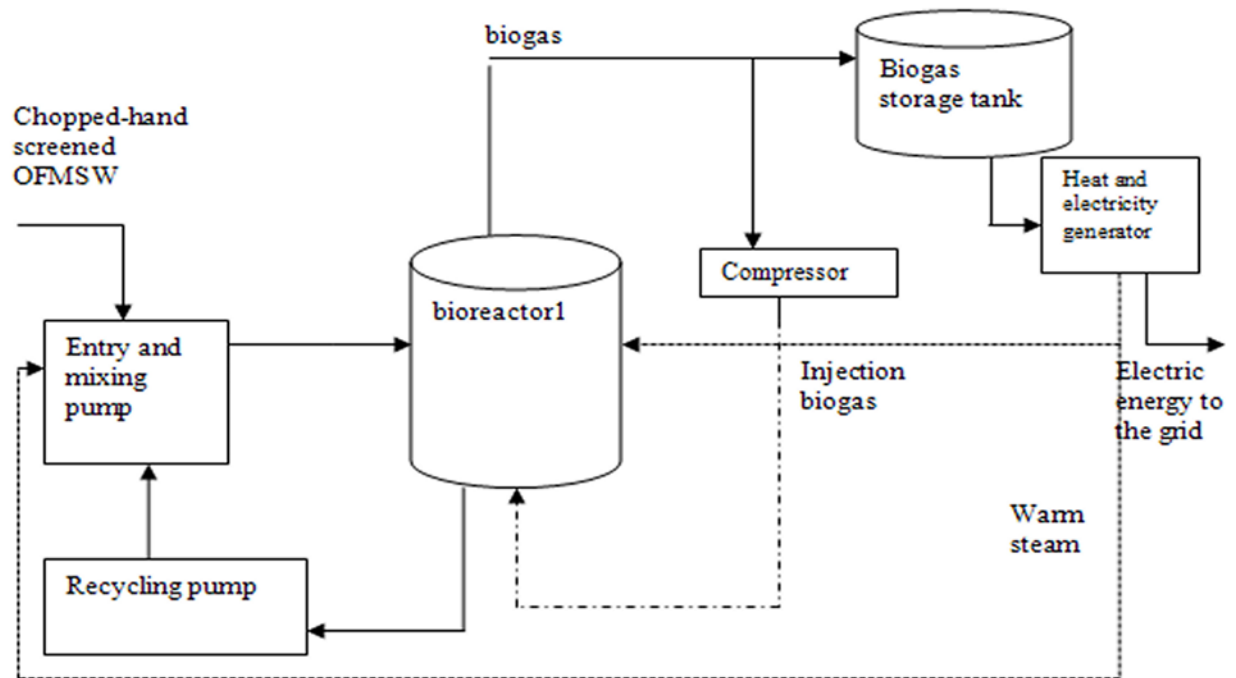 biogas
Biogas
storage tank
Chopped-hand
screened
OFMSW
Heat and
electricity
generator
Compressor
bioreactor1
Entry and
mixing
pump
Injection
biogas
Electric
energy to
the grid
Warm
steam
Recycling pump